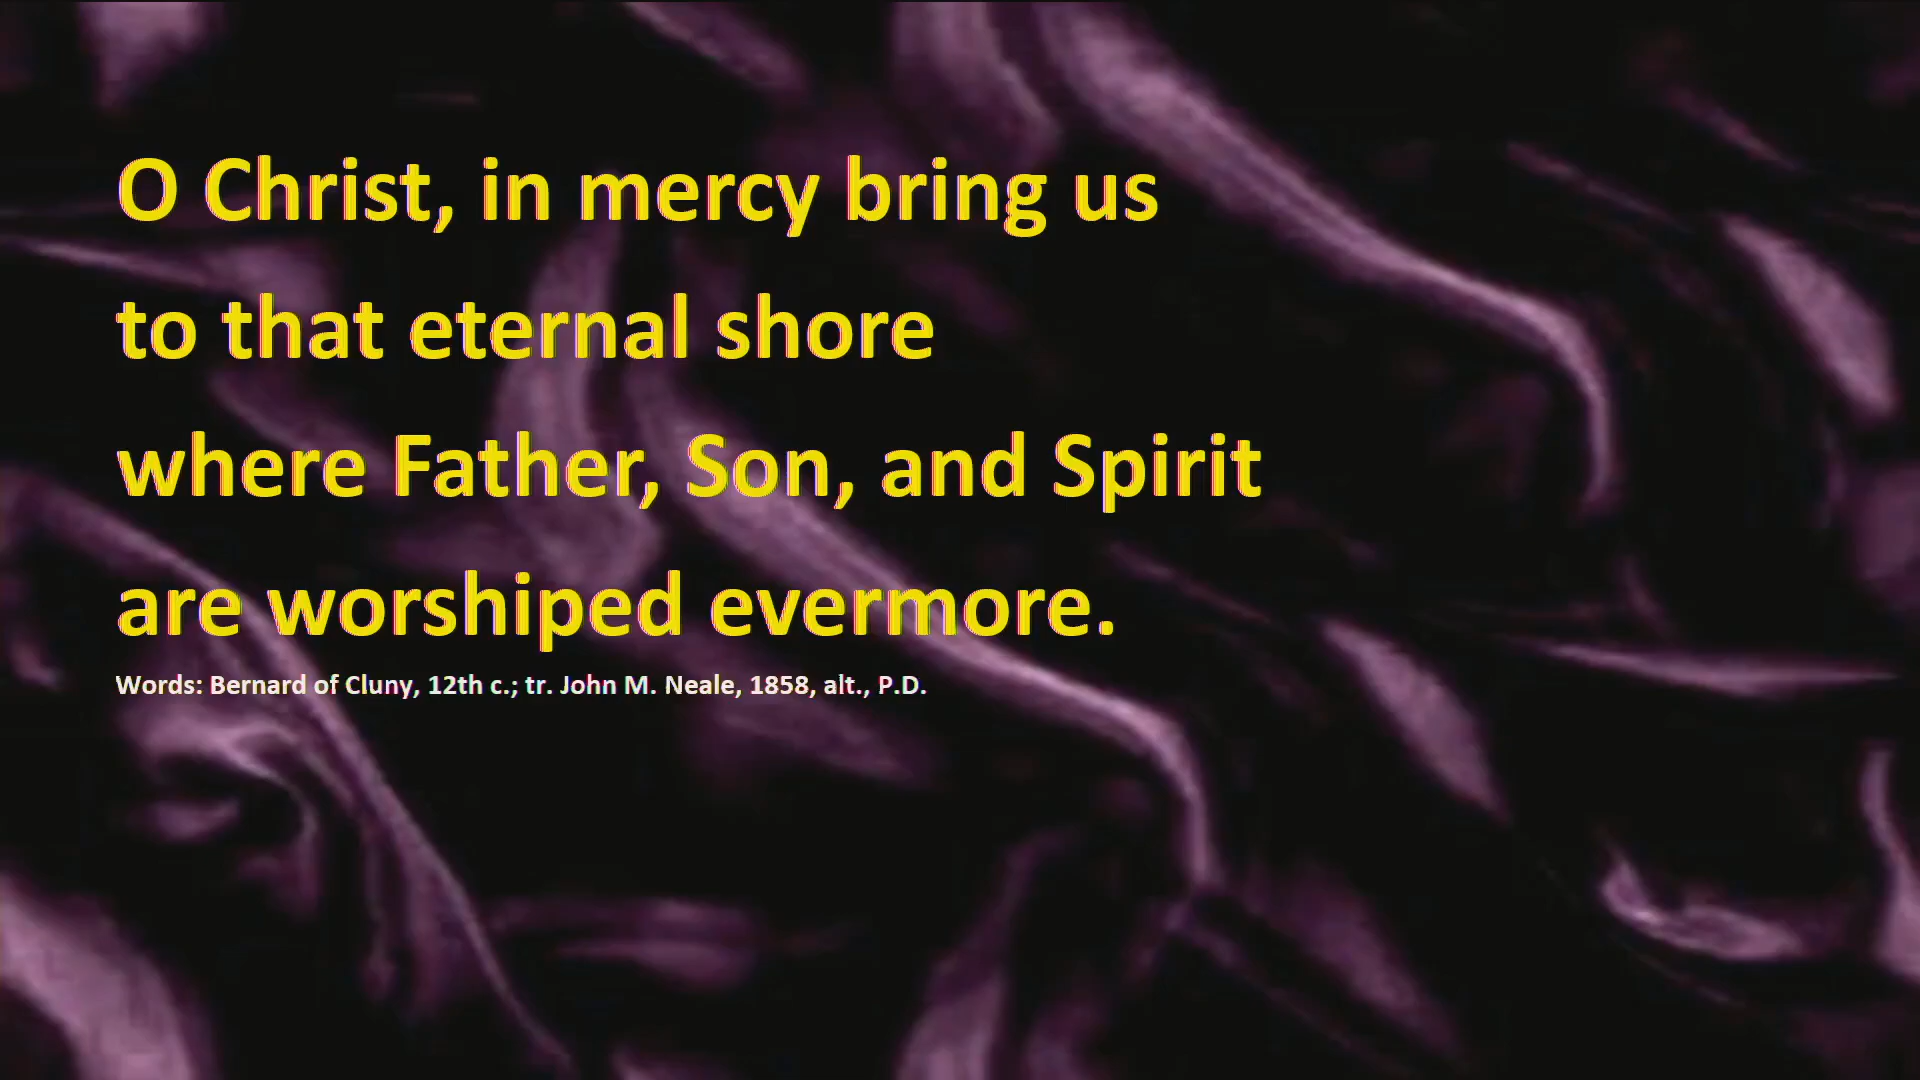 O Christ, in mercy bring us
to that eternal shore
where Father, Son, and Spirit
are worshiped evermore.
Words: Bernard of Cluny, 12th c.; tr. John M. Neale, 1858, alt., P.D.